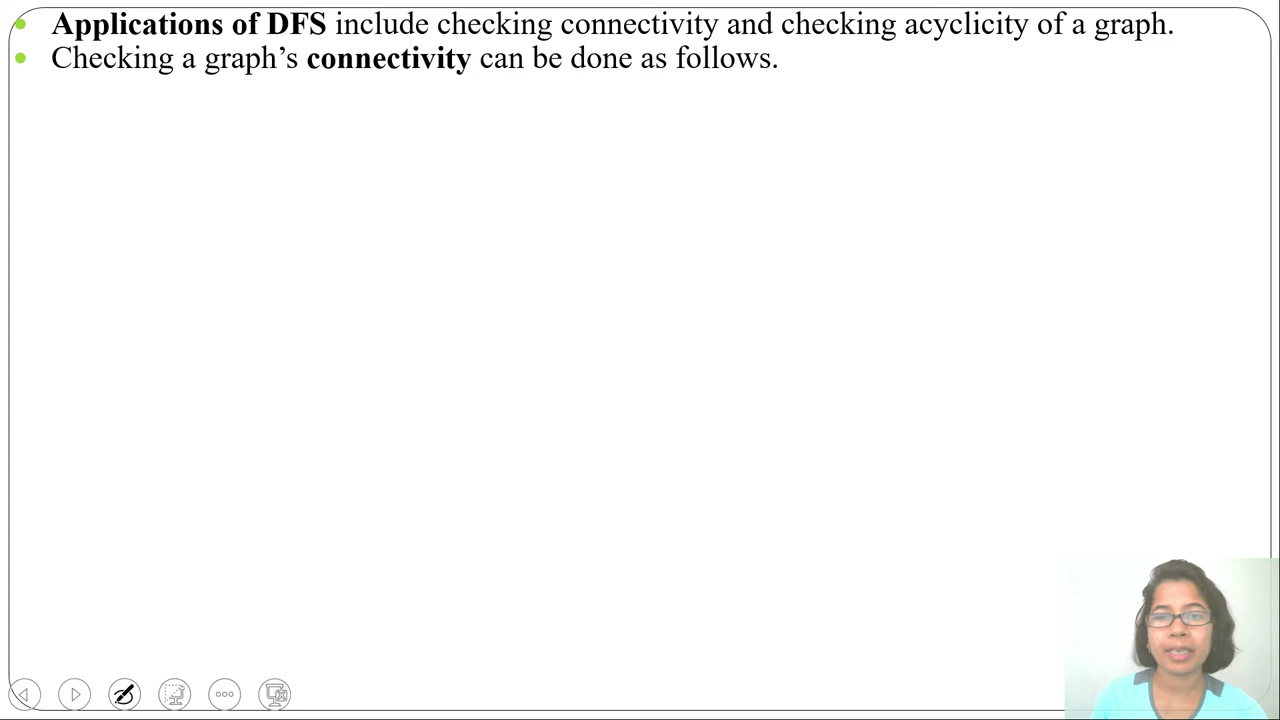 Applications of DFS include checking connectivity and checking acyclicity of a graph.
Checking a graph’s connectivity can be done as follows.